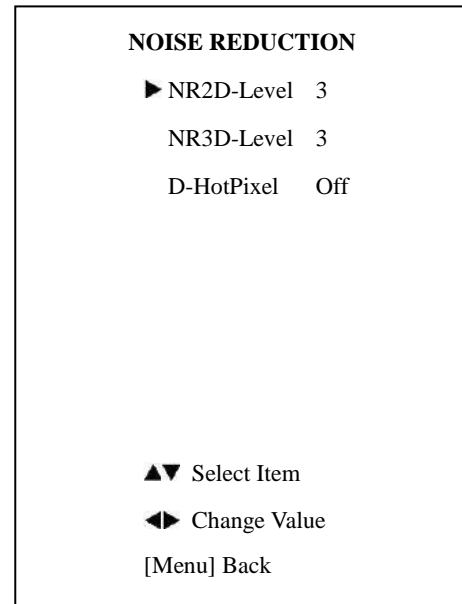 NOISE REDUCTION
▶ NR2D-Level 3
NR3D-Level 3
D-HotPixel Off
▲▼ Select Item
◀▶ Change Value
[Menu] Back